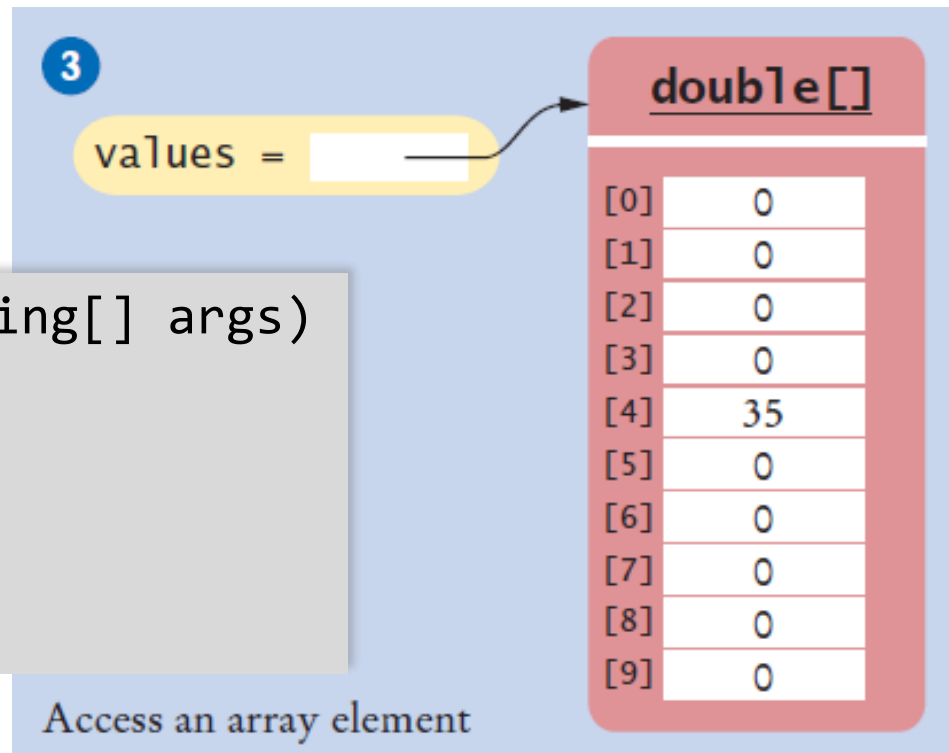 3
values =
double[]
[0] 0
[1] 0
[2] 0
[3] 0
[4] 35
[5] 0
[6] 0
[7] 0
[8] 0
[9] 0
ing[] args)
Access an array element